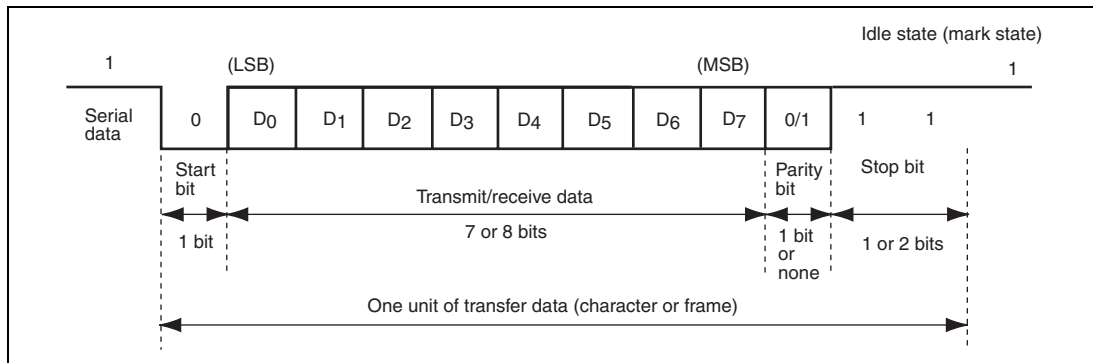 Idle state (mark state)
1 (LSB) (MSB) 1
Serial data
0 D0 D1 D2 D3 D4 D5 D6 D7 0/1 1 1
Start bit
Parity bit
Stop bit
Transmit/receive data
1 bit
7 or 8 bits
1 bit or none
1 or 2 bits
One unit of transfer data (character or frame)